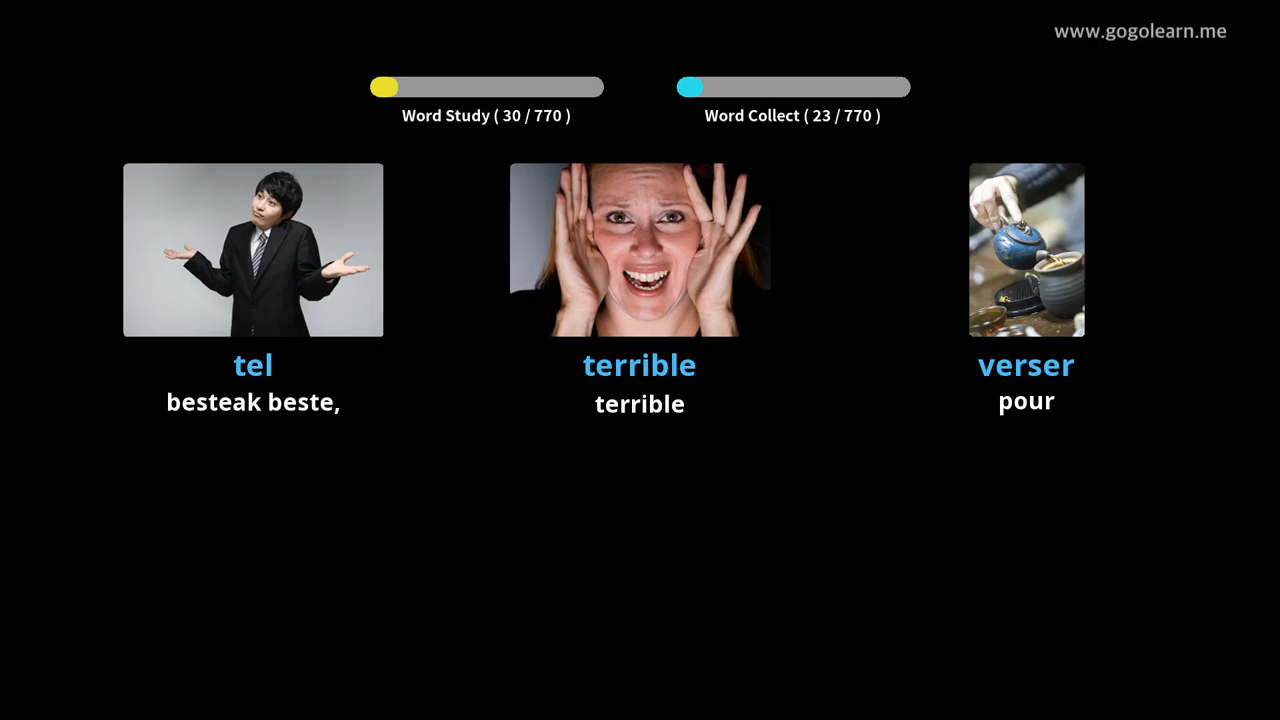 www.gogolearn.me
Word Study ( 30 / 770 )
Word Collect ( 23 / 770 )
tel
besteak beste,
terrible
terrible
verser
pour